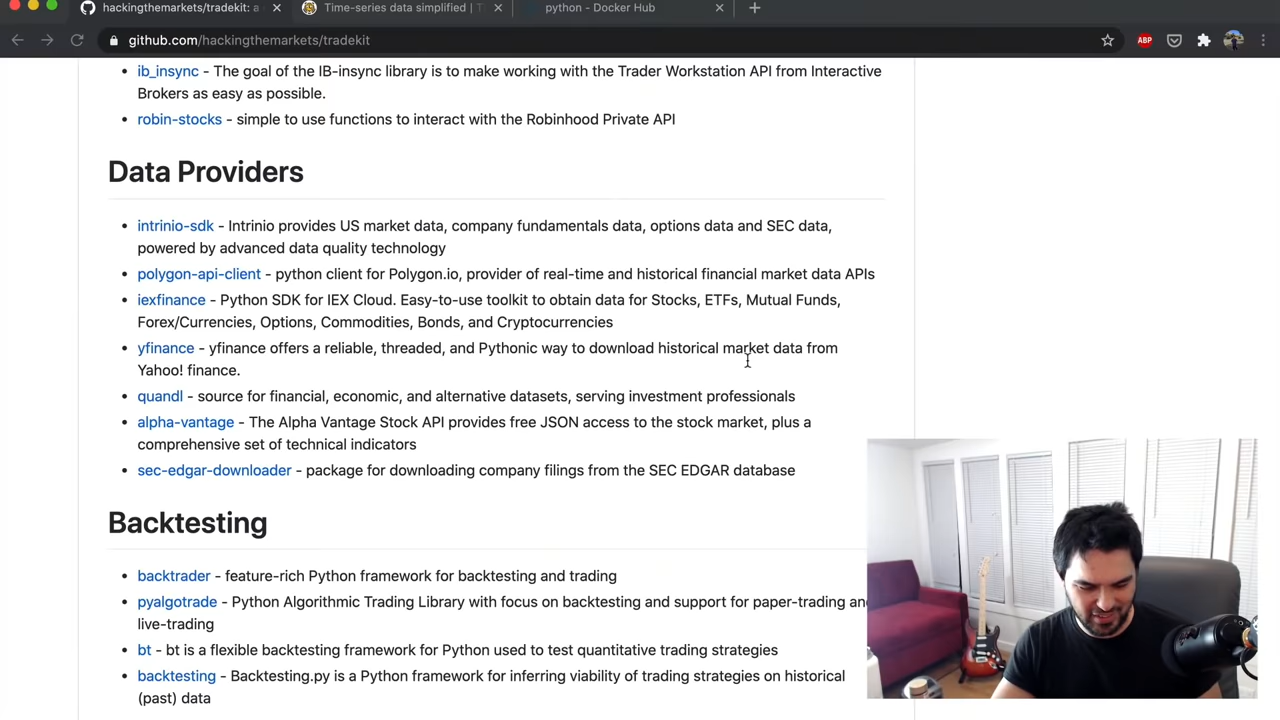 hackingthemarkets/tradekit: a
Time-series data simplified | T
python - Docker Hub
github.com/hackingthemarkets/tradekit
ABP
ib_insync - The goal of the IB-insync library is to make working with the Trader Workstation API from Interactive
Brokers as easy as possible.
robin-stocks - simple to use functions to interact with the Robinhood Private API
Data Providers
intrinio-sdk - Intrinio provides US market data, company fundamentals data, options data and SEC data,
powered by advanced data quality technology
polygon-api-client - python client for Polygon.io, provider of real-time and historical financial market data APIs
iexfinance - Python SDK for IEX Cloud. Easy-to-use toolkit to obtain data for Stocks, ETFs, Mutual Funds,
Forex/Currencies, Options, Commodities, Bonds, and Cryptocurrencies
yfinance - yfinance offers a reliable, threaded, and Pythonic way to download historical market data from
Yahoo! finance.
quandl - source for financial, economic, and alternative datasets, serving investment professionals
alpha-vantage - The Alpha Vantage Stock API provides free JSON access to the stock market, plus a
comprehensive set of technical indicators
sec-edgar-downloader - package for downloading company filings from the SEC EDGAR database
Backtesting
backtrader - feature-rich Python framework for backtesting and trading
pyalgotrade - Python Algorithmic Trading Library with focus on backtesting and support for paper-trading and
live-trading
bt - bt is a flexible backtesting framework for Python used to test quantitative trading strategies
backtesting - Backtesting.py is a Python framework for inferring viability of trading strategies on historical
(past) data